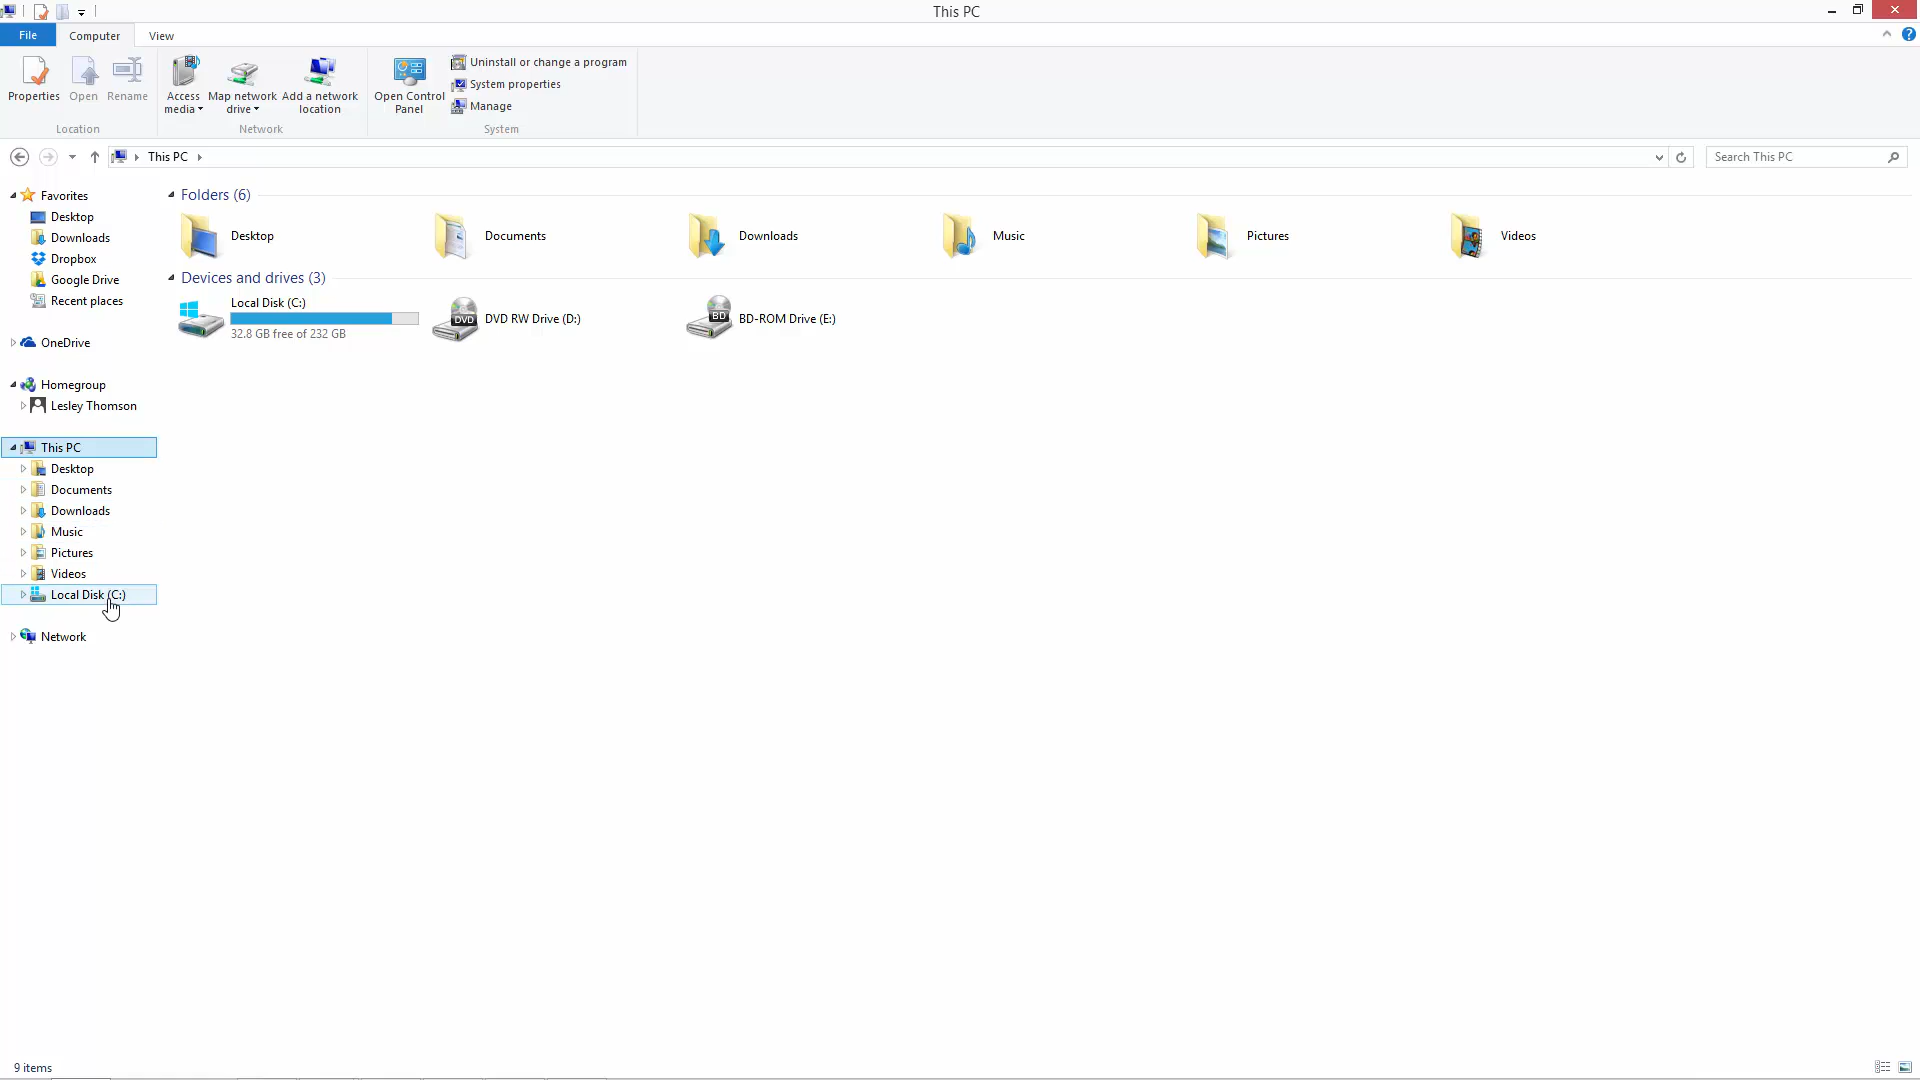 This PC
File
Computer
View
Properties
Open
Rename
Access media
Map network drive
Add a network location
Open Control Panel
Uninstall or change a program
System properties
Manage
Location
Network
System
This PC
Search This PC
Favorites
Desktop
Downloads
Dropbox
Google Drive
Recent places
OneDrive
Homegroup
Lesley Thomson
This PC
Desktop
Documents
Downloads
Music
Pictures
Videos
Local Disk (C:)
Network
Folders (6)
Desktop
Documents
Downloads
Music
Pictures
Videos
Devices and drives (3)
Local Disk (C:)
32.8 GB free of 232 GB
DVD
DVD RW Drive (D:)
BD
BD-ROM Drive (E:)
9 items